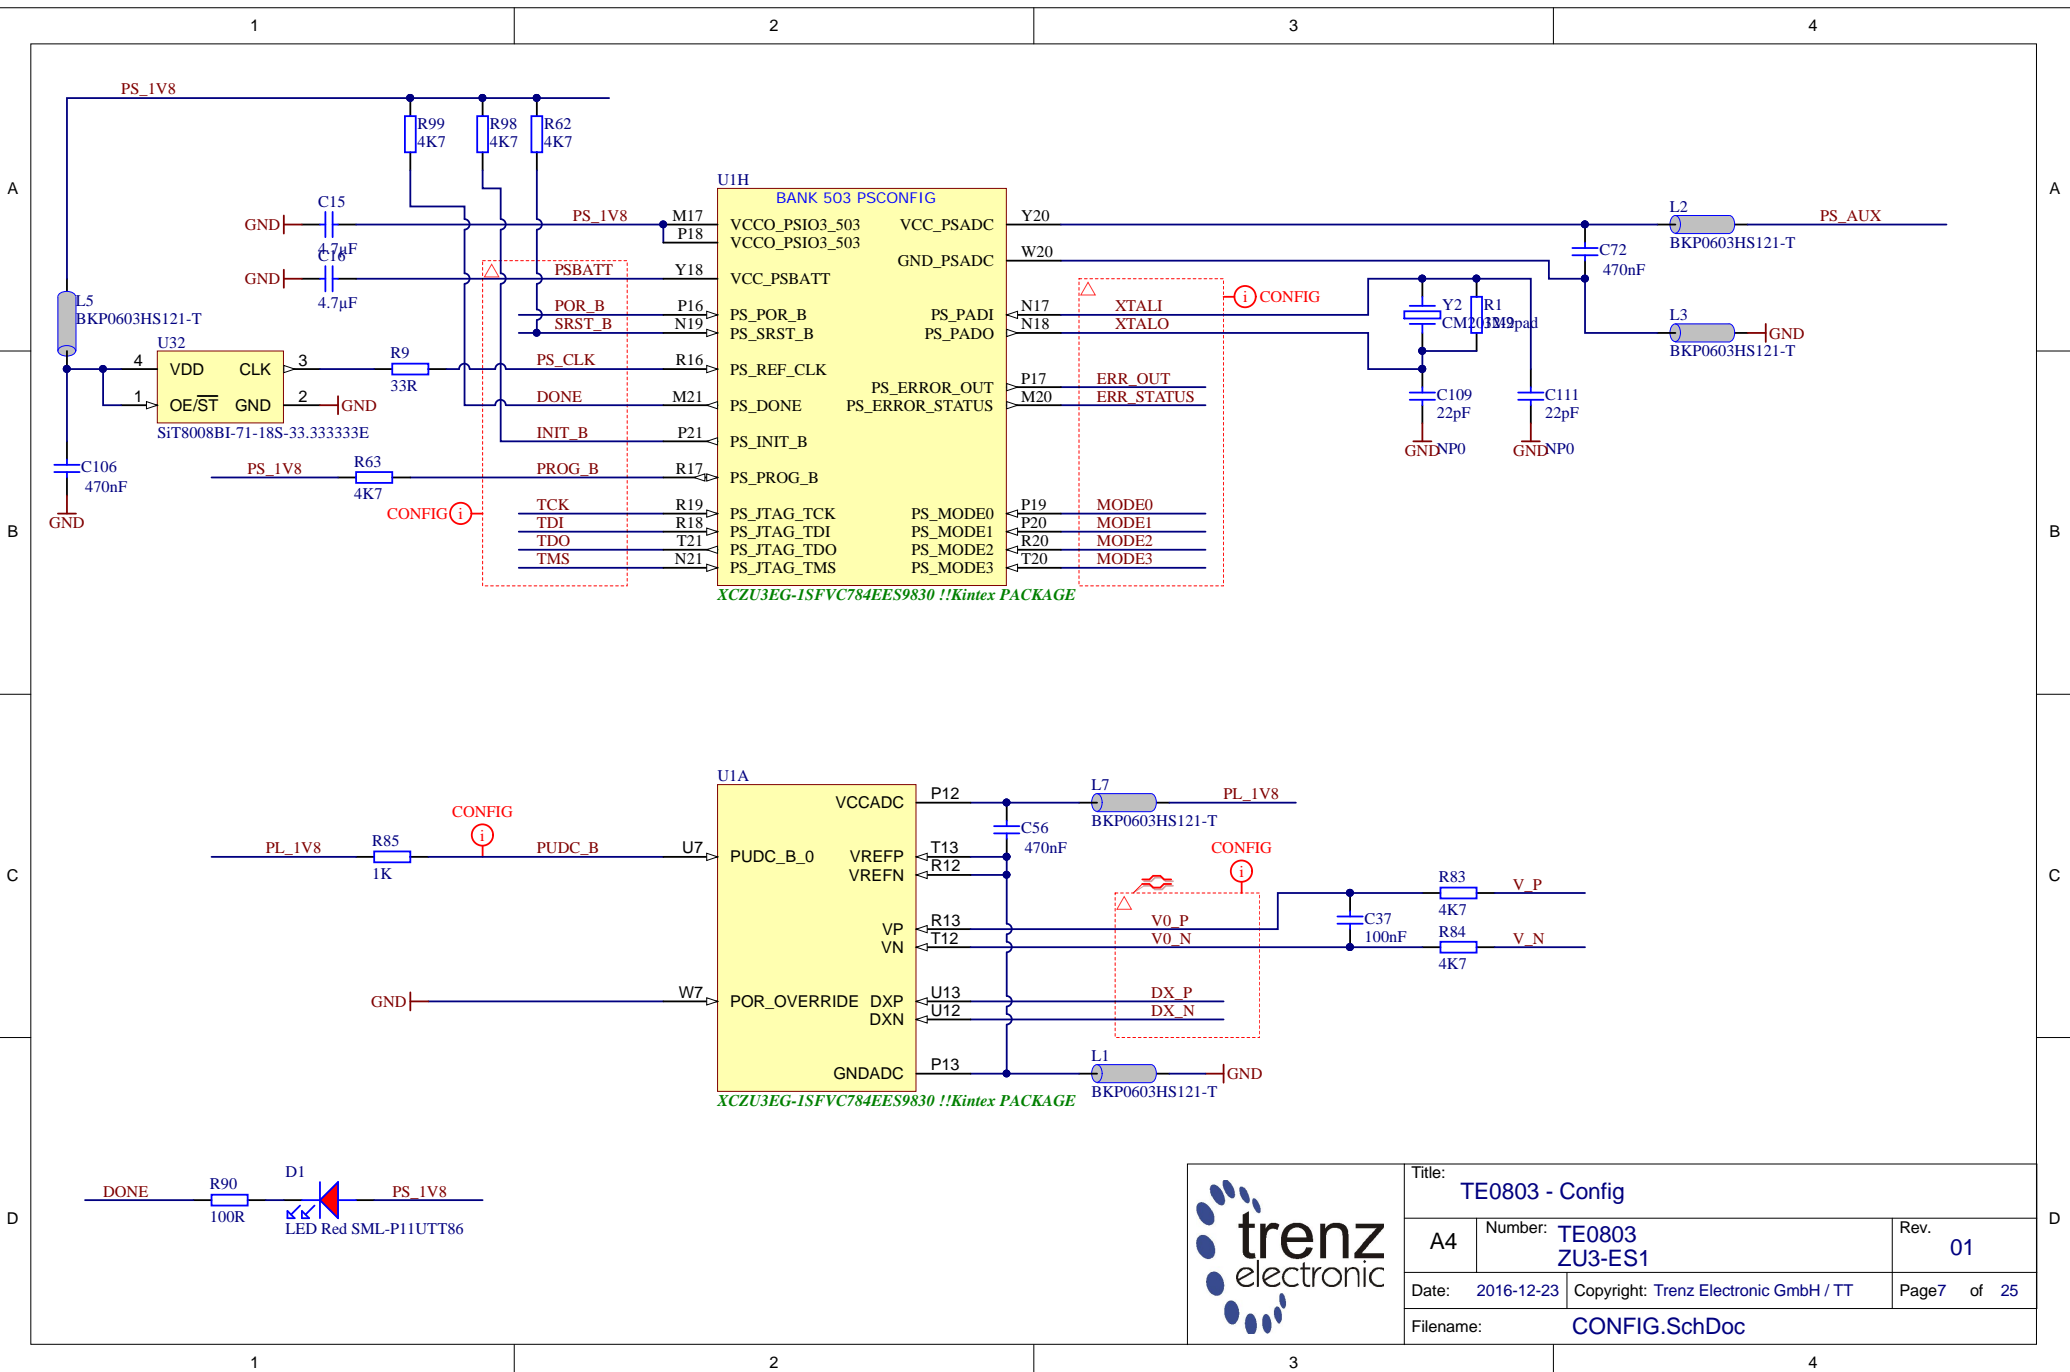 1 2 3 4
PS_1V8
R99 4K7
R98 4K7
R62 4K7
A A
U1H
BANK 503 PSCONFIG
C15
GND
4.7µF
PS_1V8 M17 VCCO_PSIO3_503
P18 VCCO_PSIO3_503
C16
GND
4.7µF
PSBATT Y18 VCC_PSBATT
POR_B P16 PS_POR_B
SRST_B N19 PS_SRST_B
L5
BKP0603HS121-T
U32
4 VDD CLK 3
1 OE/ST GND 2 GND
SiT8008BI-71-18S-33.333333E
R9
33R
PS_CLK R16 PS_REF_CLK
DONE M21 PS_DONE
INIT_B P21 PS_INIT_B
C106
470nF
GND
PS_1V8 R63 4K7
PROG_B R17 PS_PROG_B
CONFIG i
TCK R19 PS_JTAG_TCK
TDI R18 PS_JTAG_TDI
TDO T21 PS_JTAG_TDO
TMS N21 PS_JTAG_TMS
VCC_PSADC Y20
GND_PSADC W20
PS_PADI N17 XTALI
PS_PADO N18 XTALO
PS_ERROR_OUT P17 ERR_OUT
PS_ERROR_STATUS M20 ERR_STATUS
PS_MODE0 P19 MODE0
PS_MODE1 P20 MODE1
PS_MODE2 R20 MODE2
PS_MODE3 T20 MODE3
XCZU3EG-1SFVC784EES9830 !!Kintex PACKAGE
i CONFIG
L2
BKP0603HS121-T
PS_AUX
C72
470nF
L3
BKP0603HS121-T
GND
Y2
R1
C109
22pF
GND NP0
C111
22pF
GND NP0
B B
U1A
VCCADC P12
L7
BKP0603HS121-T
PL_1V8
C56
470nF
PL_1V8 R85 1K
CONFIG
i
PUDC_B U7 PUDC_B_0
VREFP T13
VREFN R12
CONFIG
i
VP R13 V0_P
VN T12 V0_N
C37
100nF
R83
4K7
V_P
R84
4K7
V_N
C C
GND W7 POR_OVERRIDE
DXP U13 DX_P
DXN U12 DX_N
GNDADC P13
L1
BKP0603HS121-T
GND
XCZU3EG-1SFVC784EES9830 !!Kintex PACKAGE
DONE R90 100R
D1
PS_1V8
LED Red SML-P11UTT86
D D
trenz
electronic
Title:
TE0803 - Config
A4
Number: TE0803
ZU3-ES1
Rev.
01
Date: 2016-12-23 Copyright: Trenz Electronic GmbH / TT Page7 of 25
Filename: CONFIG.SchDoc
1 2 3 4